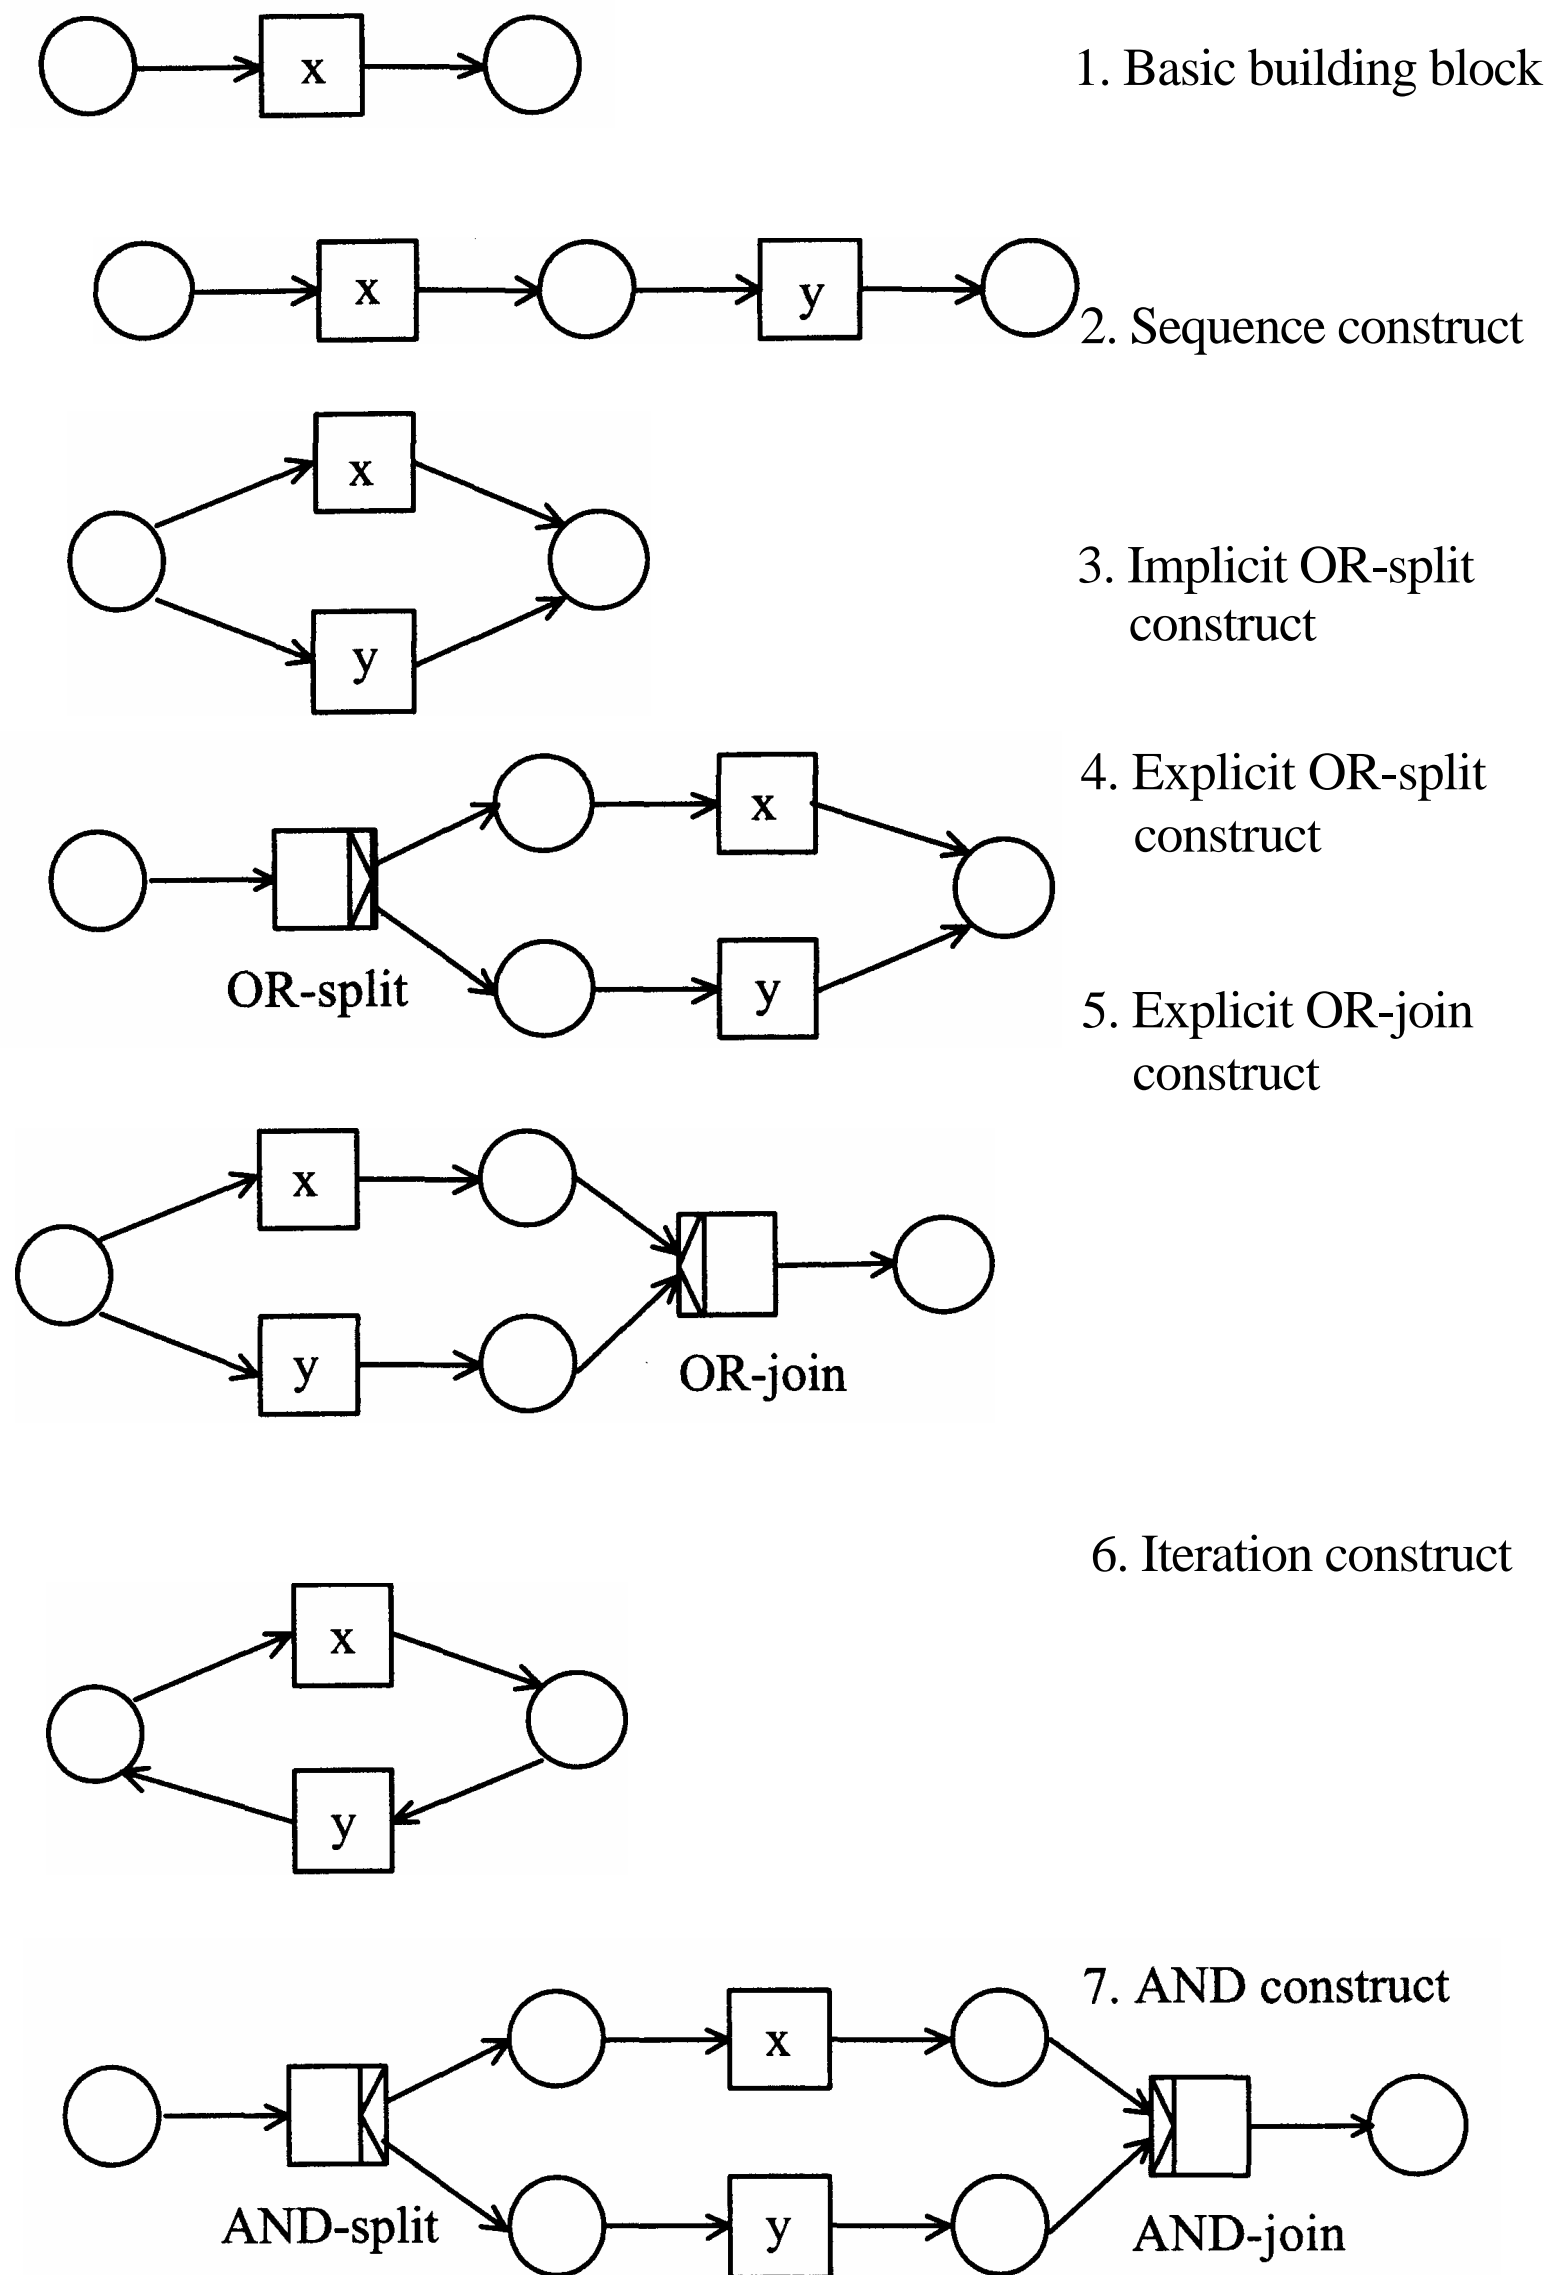 x
1. Basic building block
x
y
2. Sequence construct
x
y
3. Implicit OR-split
construct
4. Explicit OR-split
construct
x
y
OR-split
5. Explicit OR-join
construct
x
y
OR-join
6. Iteration construct
x
y
7. AND construct
x
y
AND-split
AND-join